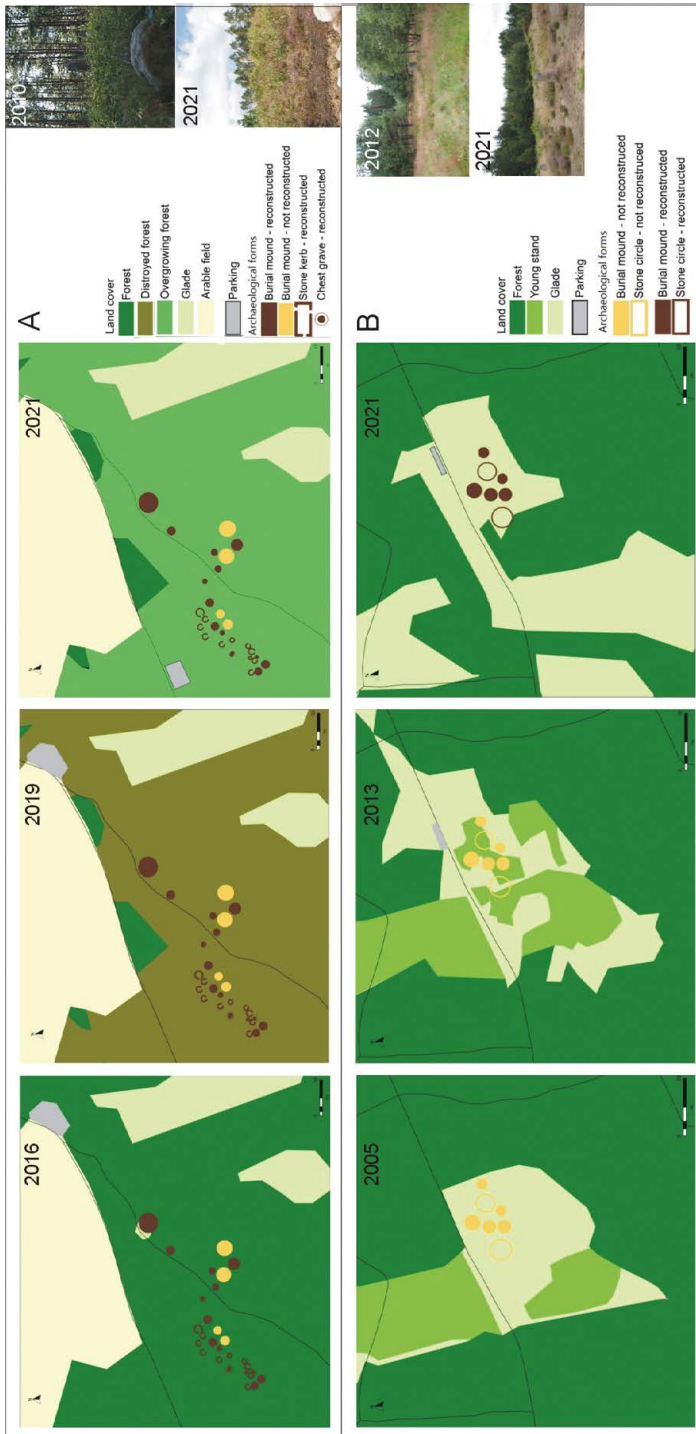 2016
2019
2021
A
Land cover
Forest
Distroyed forest
Overgrowing forest
Glade
Arable field
Parking
Archaeological forms
Burial mound - reconstructed
Burial mound - not reconstructed
Stone kerb - reconstructed
Chest grave - reconstructed
2010
2021
2005
2013
2021
B
Land cover
Forest
Young stand
Glade
Parking
Archaeological forms
Burial mound - not reconstruced
Stone circle - not reconstructed
Burial mound - reconstructed
Stone circle - reconstructed
2012
2021